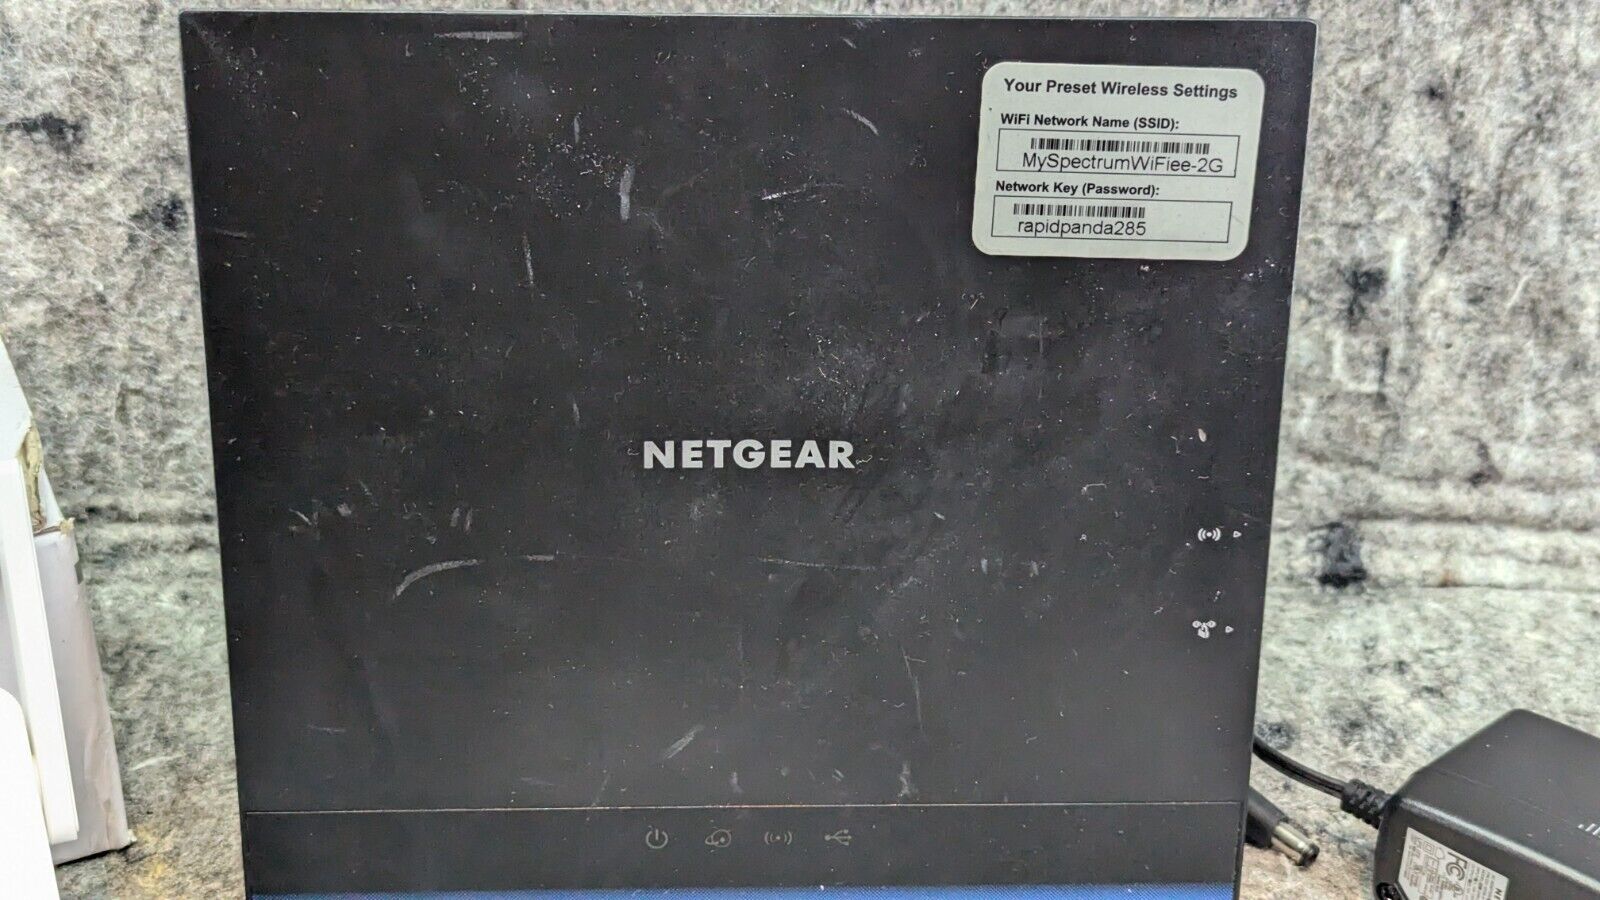 Your Preset Wireless Settings
WiFi Network Name (SSID):
MySpectrumWiFiee-2G
Network Key (Password):
rapidpanda285
NETGEAR